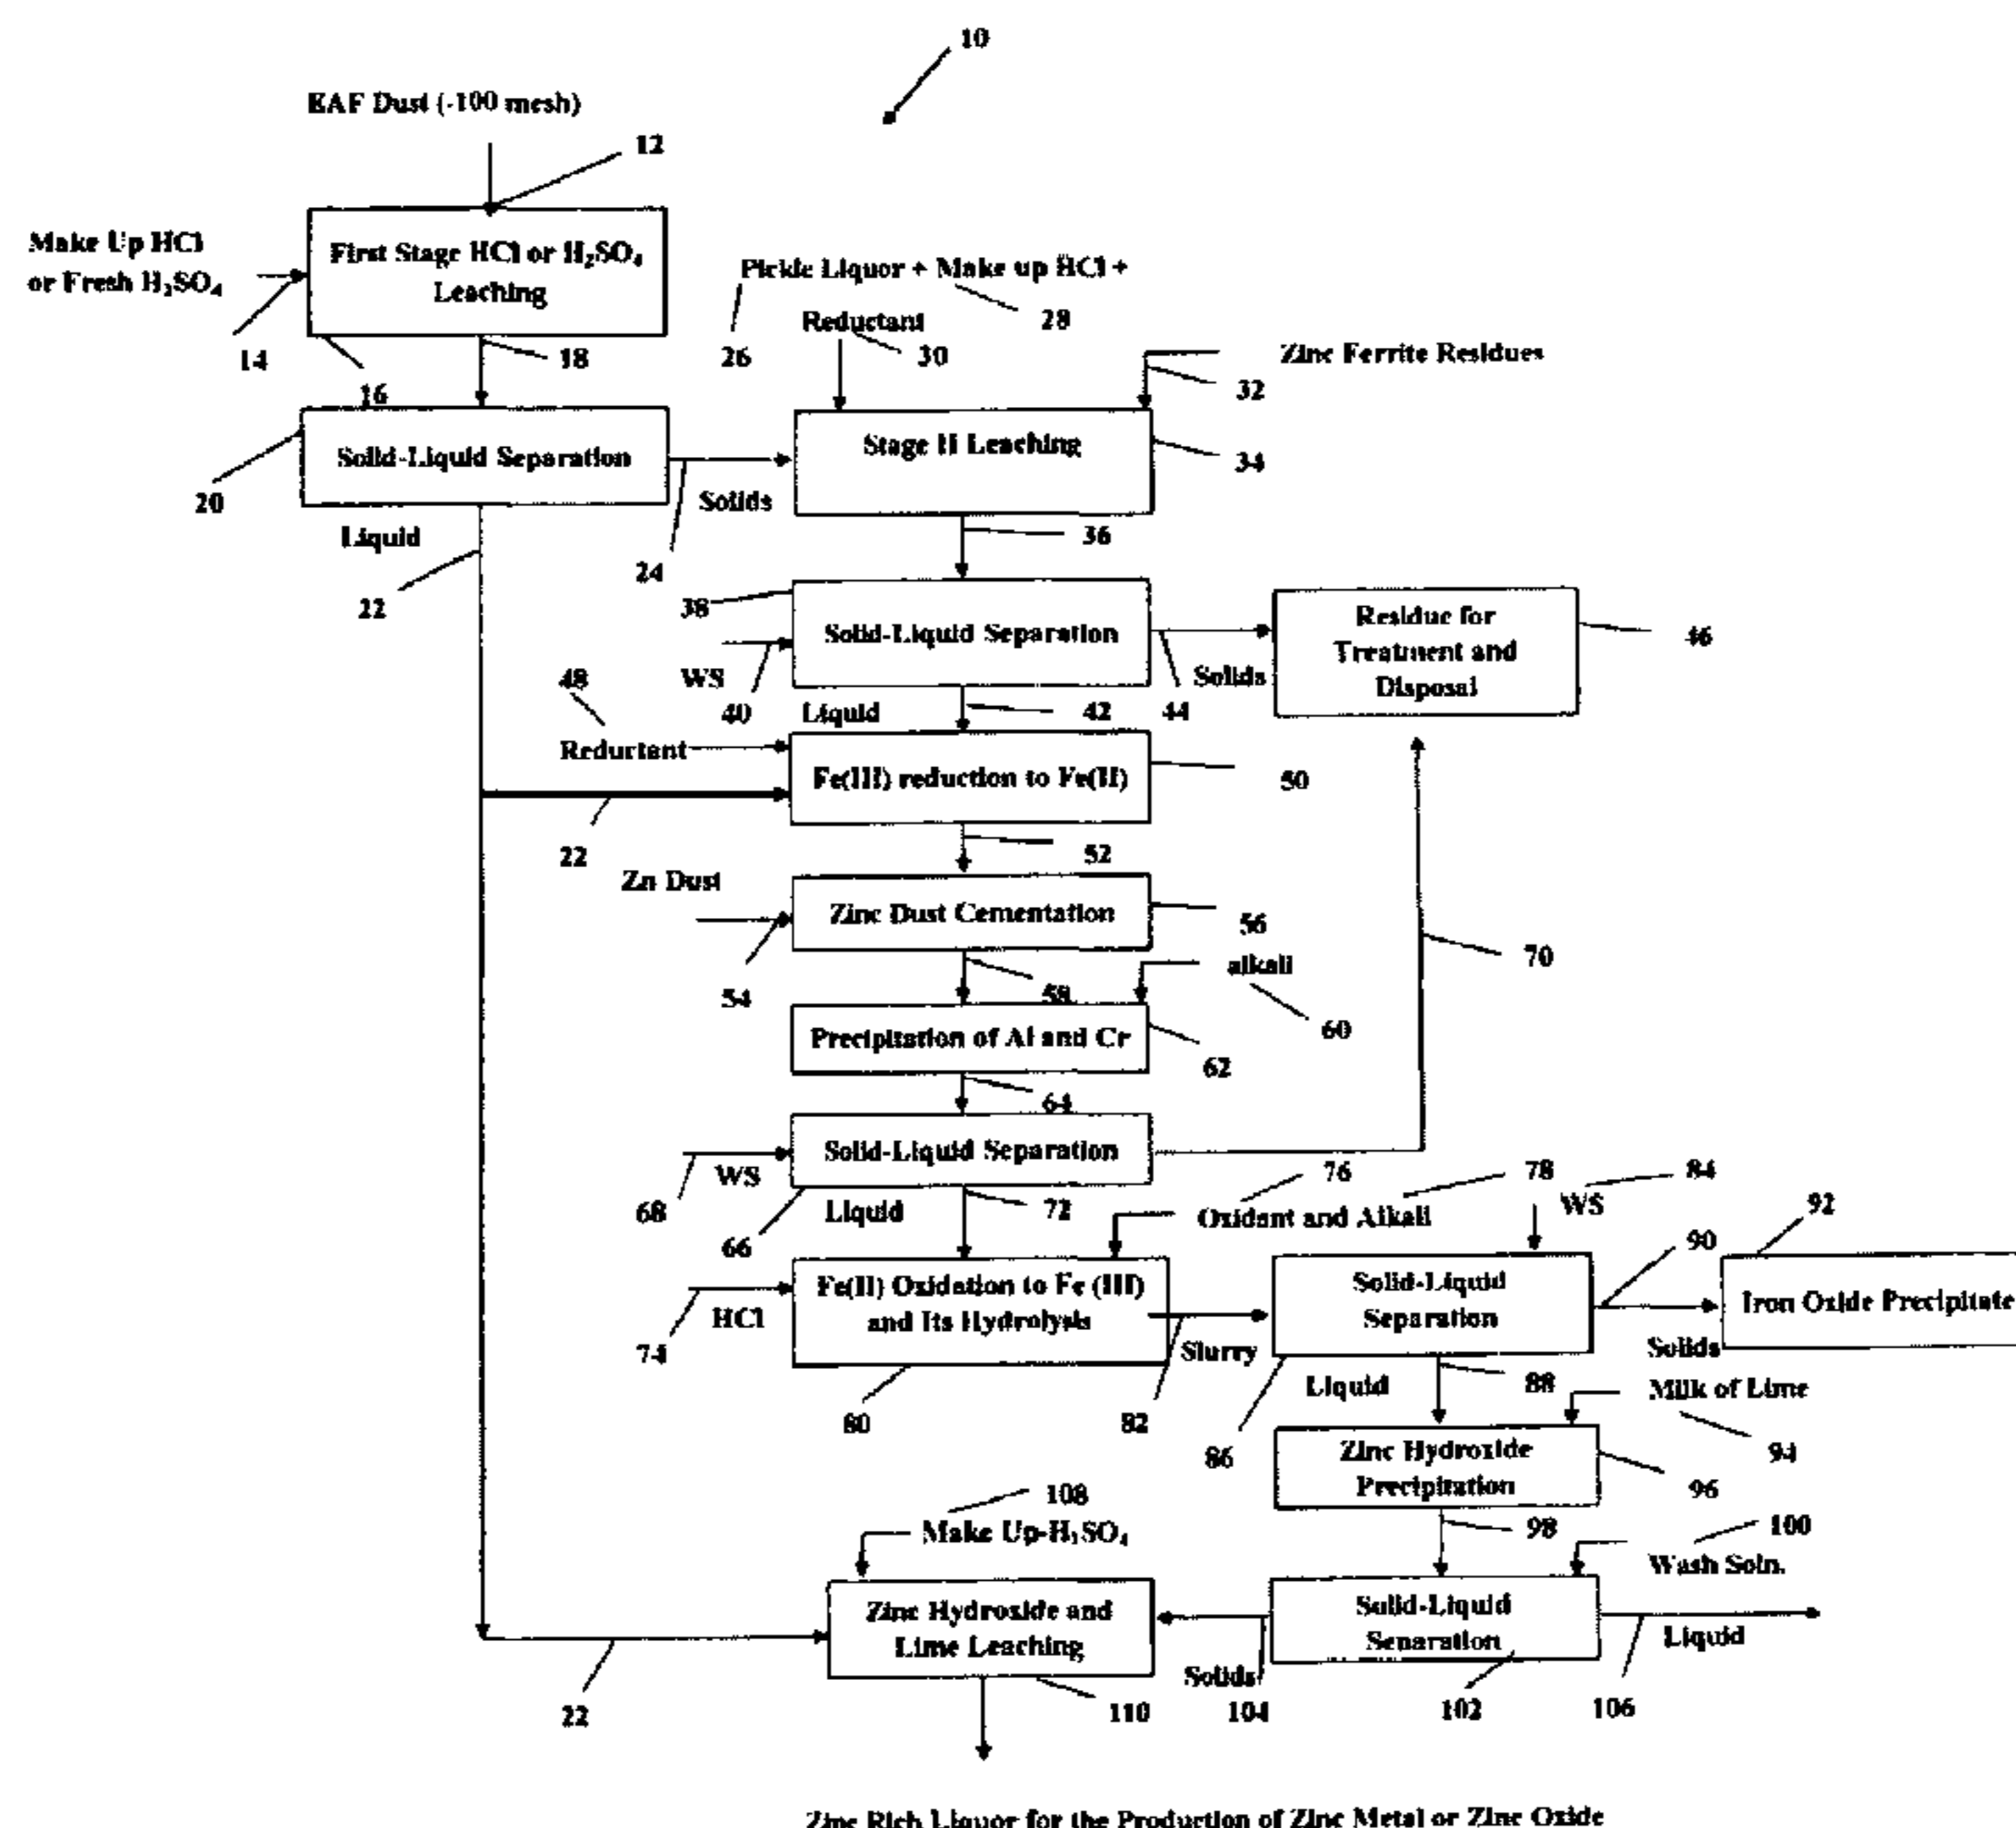 10
EAF Dust (-100 mesh)
12
Make Up HCl
or Fresh H₂SO₄
First Stage HCl or H₂SO₄
Leaching
14
16
18
Pickle Liquor + Make up HCl +
Reductant
26
28
30
Zinc Ferrite Residues
32
Solid-Liquid Separation
20
Solids
24
Stage II Leaching
34
Liquid
22
36
38
Solid-Liquid Separation
WS
40
Solids
44
Residue for
Treatment and
Disposal
46
48
Liquid
42
Reductant
Fe(III) reduction to Fe(II)
50
22
52
Zn Dust
Zinc Dust Cementation
54
56
58
alkali
60
70
Precipitation of Al and Cr
62
64
Solid-Liquid Separation
WS
68
66
Liquid
72
76
78
Oxidant and Alkali
84
WS
90
92
HCl
74
Fe(II) Oxidation to Fe (III)
and Its Hydrolysis
80
Slurry
82
Solid-Liquid
Separation
86
Solids
Iron Oxide Precipitate
Liquid
88
Milk of Lime
94
Zinc Hydroxide
Precipitation
96
98
100
Wash Soln.
108
Make Up-H₂SO₄
Zinc Hydroxide and
Lime Leaching
22
110
Solids
104
Solid-Liquid
Separation
102
Liquid
106
Zinc Rich Liquor for the Production of Zinc Metal or Zinc Oxide